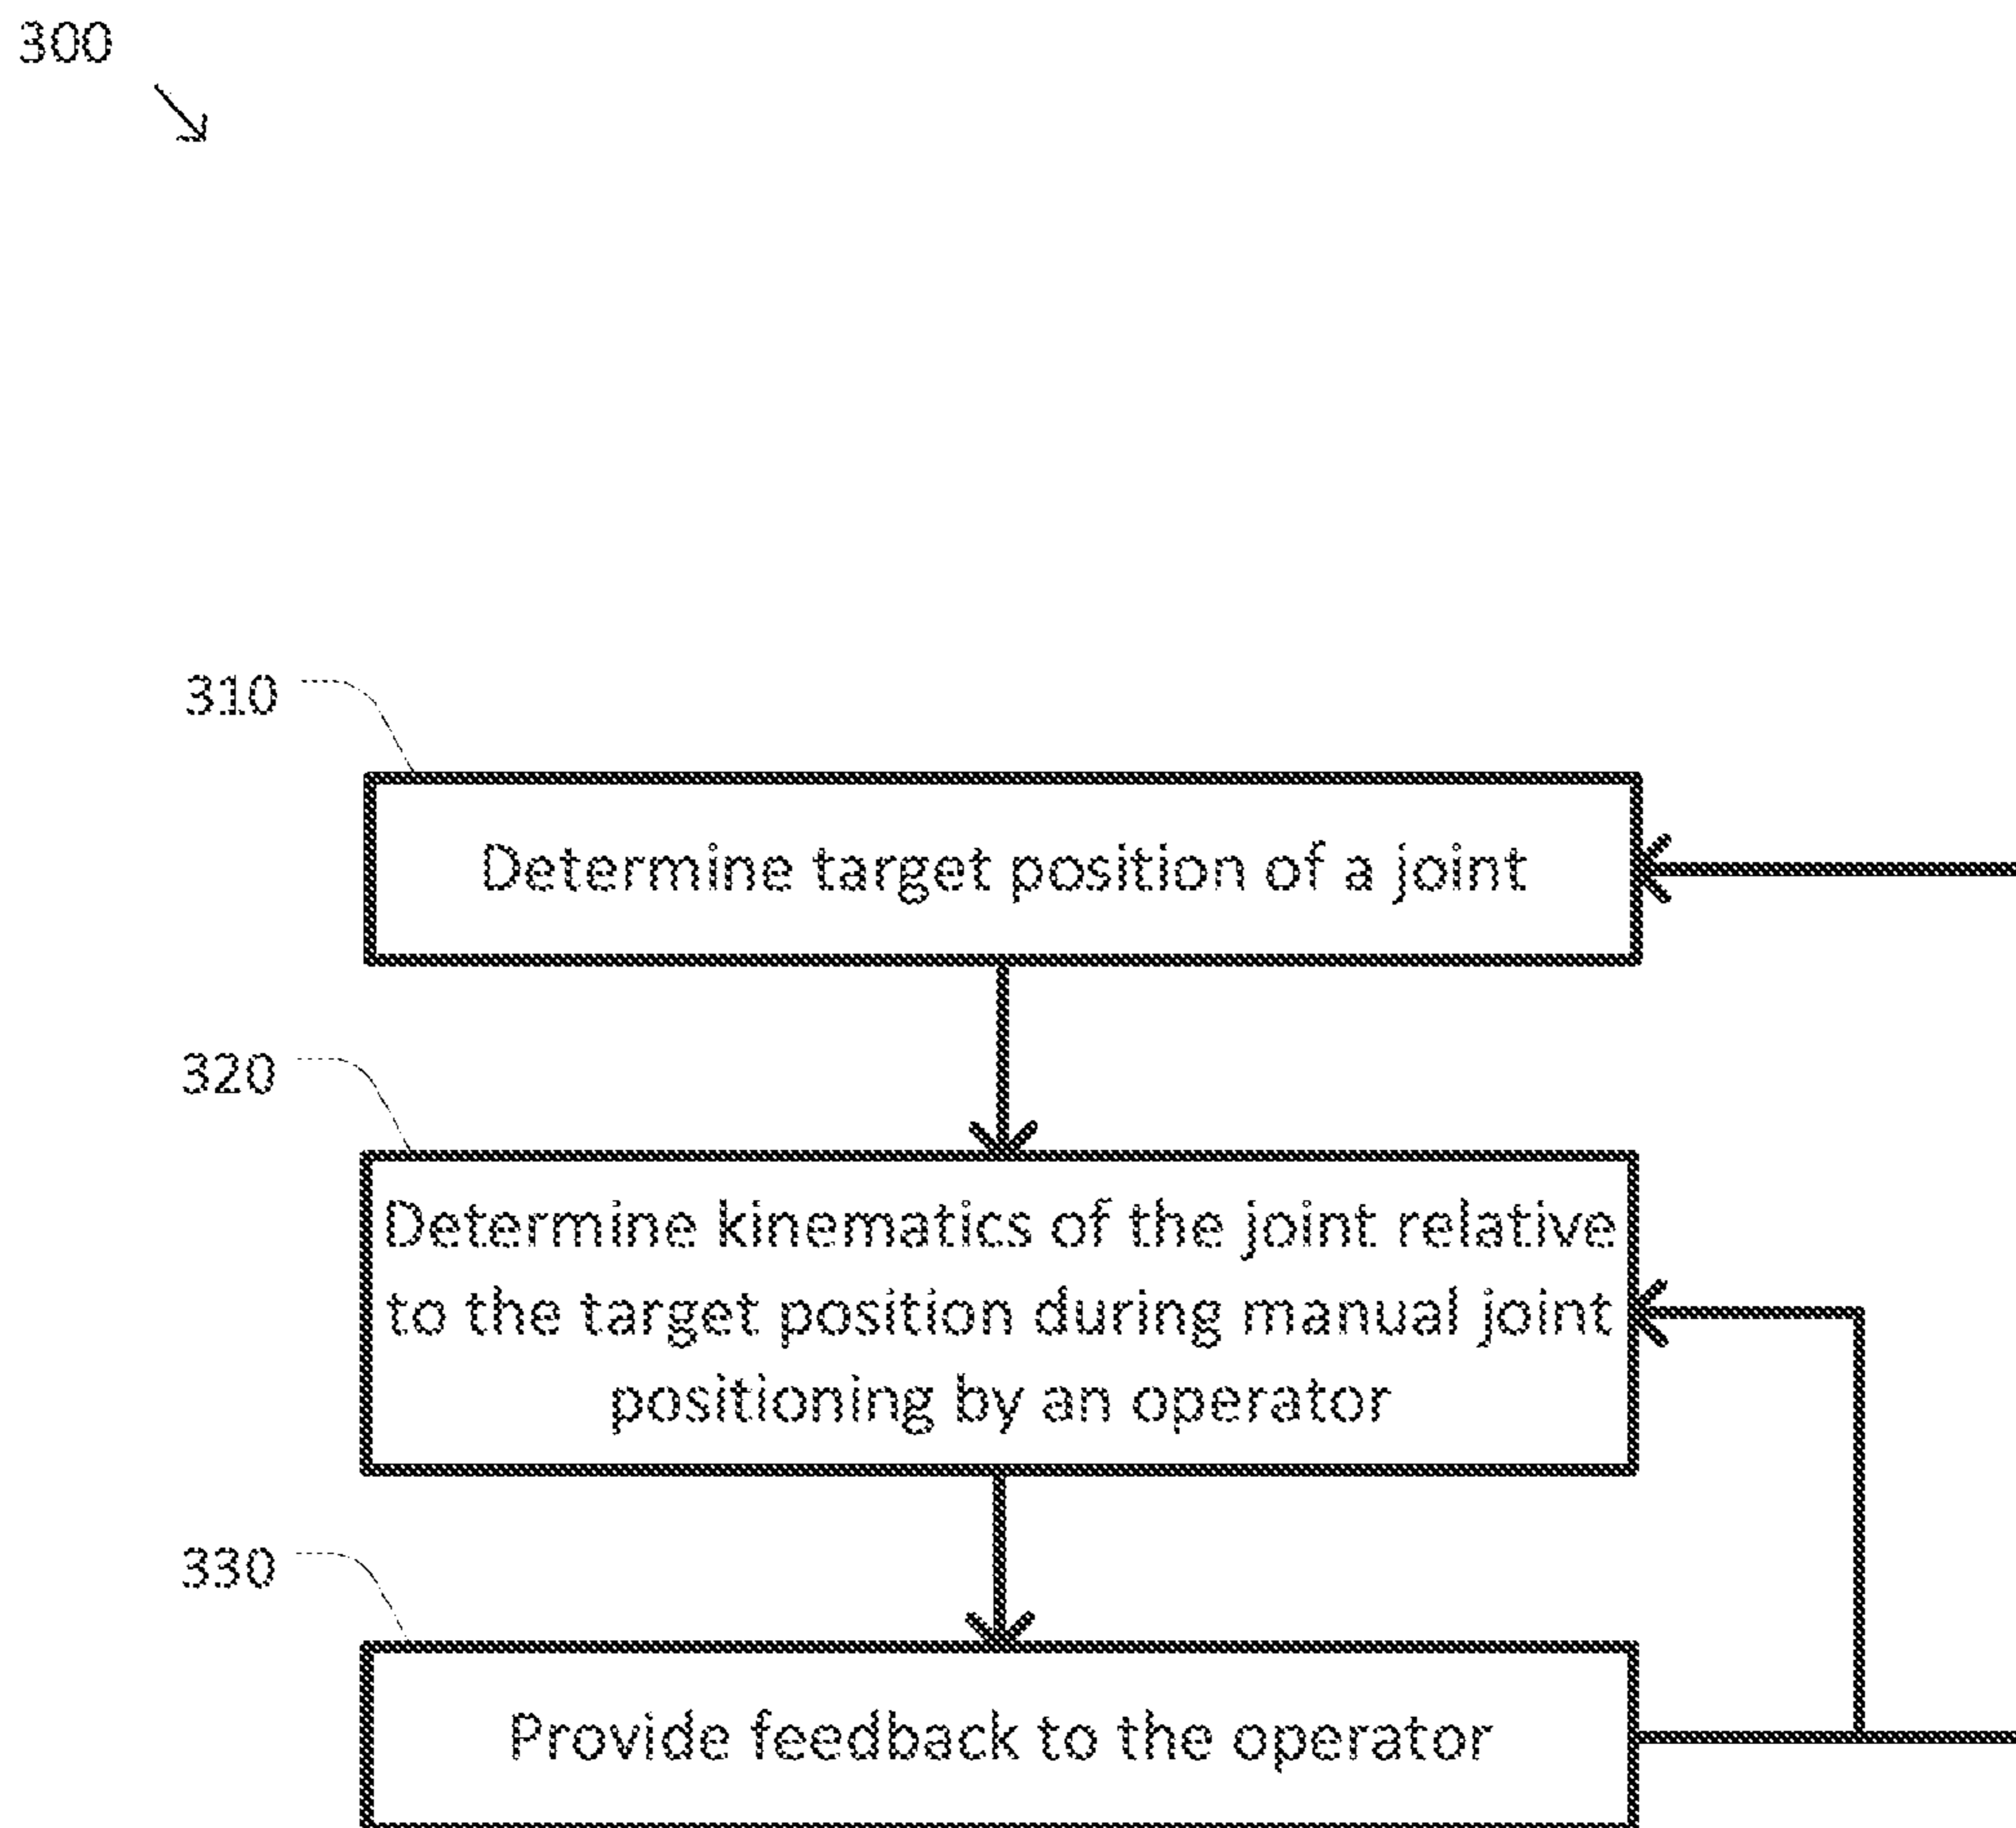 300
310
Determine target position of a joint
320
Determine kinematics of the joint relative
to the target position during manual joint
positioning by an operator
330
Provide feedback to the operator